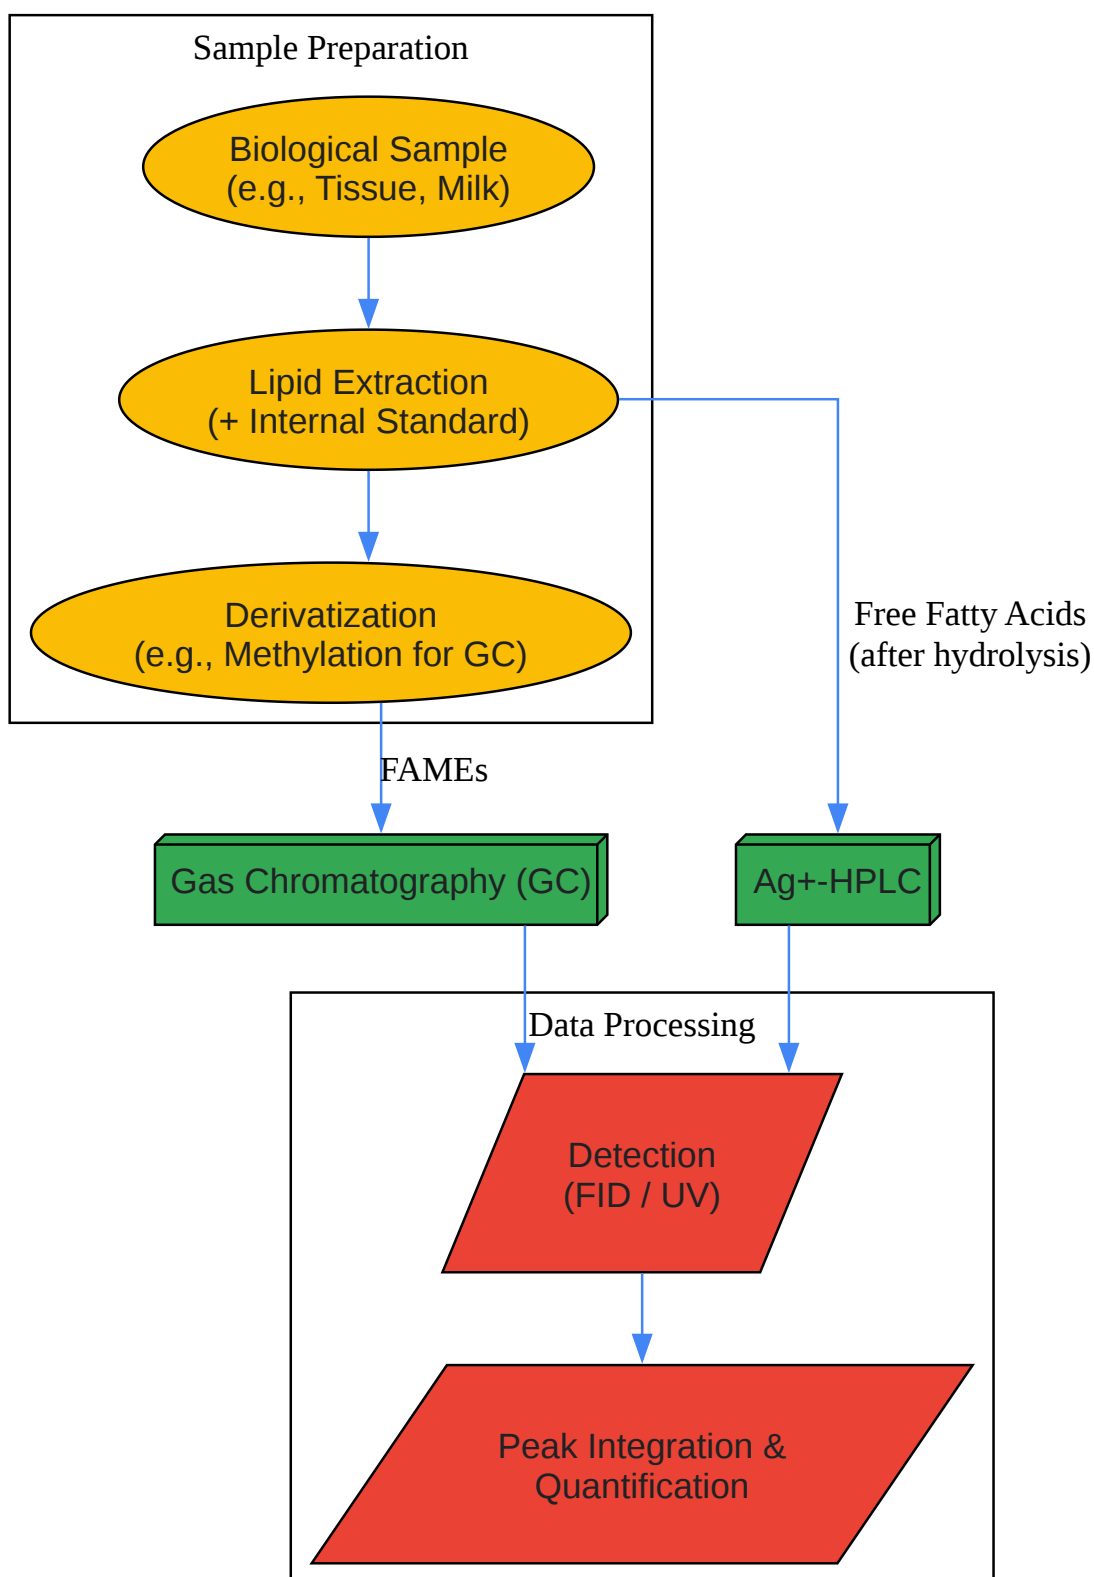 Sample Preparation
Biological Sample
(e.g., Tissue, Milk)
Lipid Extraction
(+ Internal Standard)
Derivatization
(e.g., Methylation for GC)
Free Fatty Acids
(after hydrolysis)
FAMEs
Gas Chromatography (GC)
Ag+-HPLC
Data Processing
Detection
(FID / UV)
Peak Integration &
Quantification